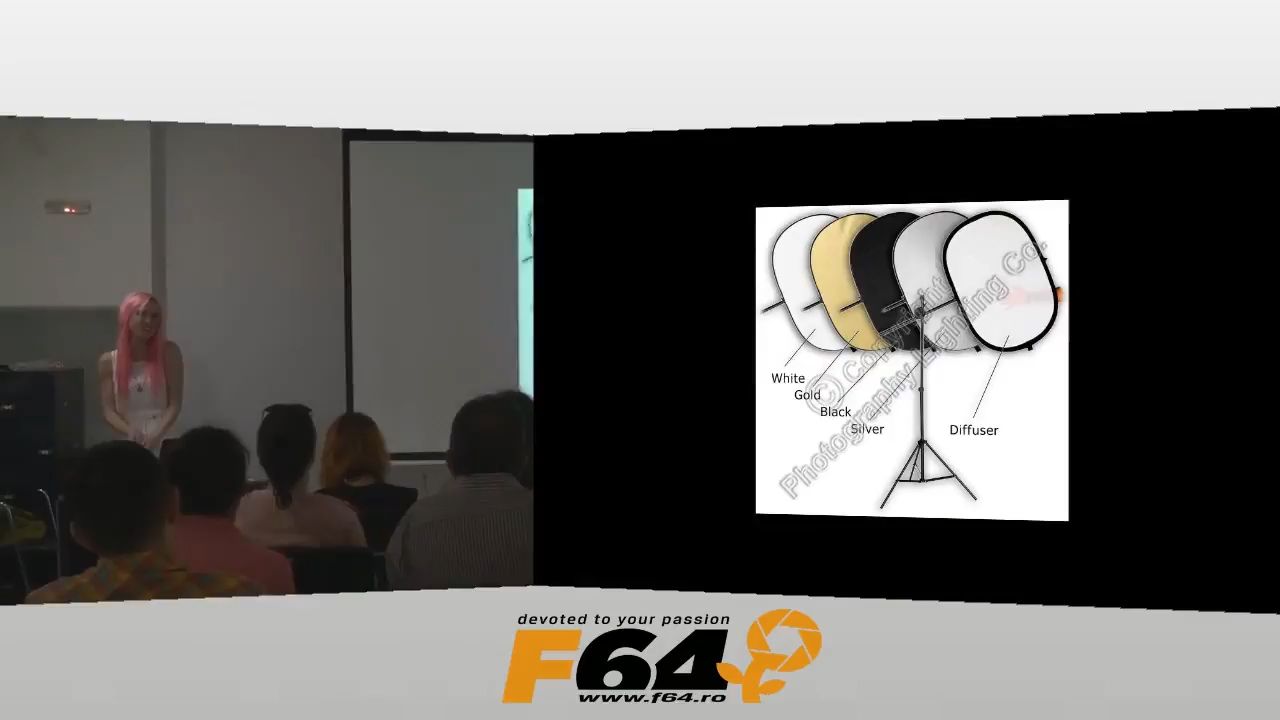 White
Gold
Black
Silver
Diffuser
© Copyright
Photography Lighting Co.
devoted to your passion
F64
www.f64.ro